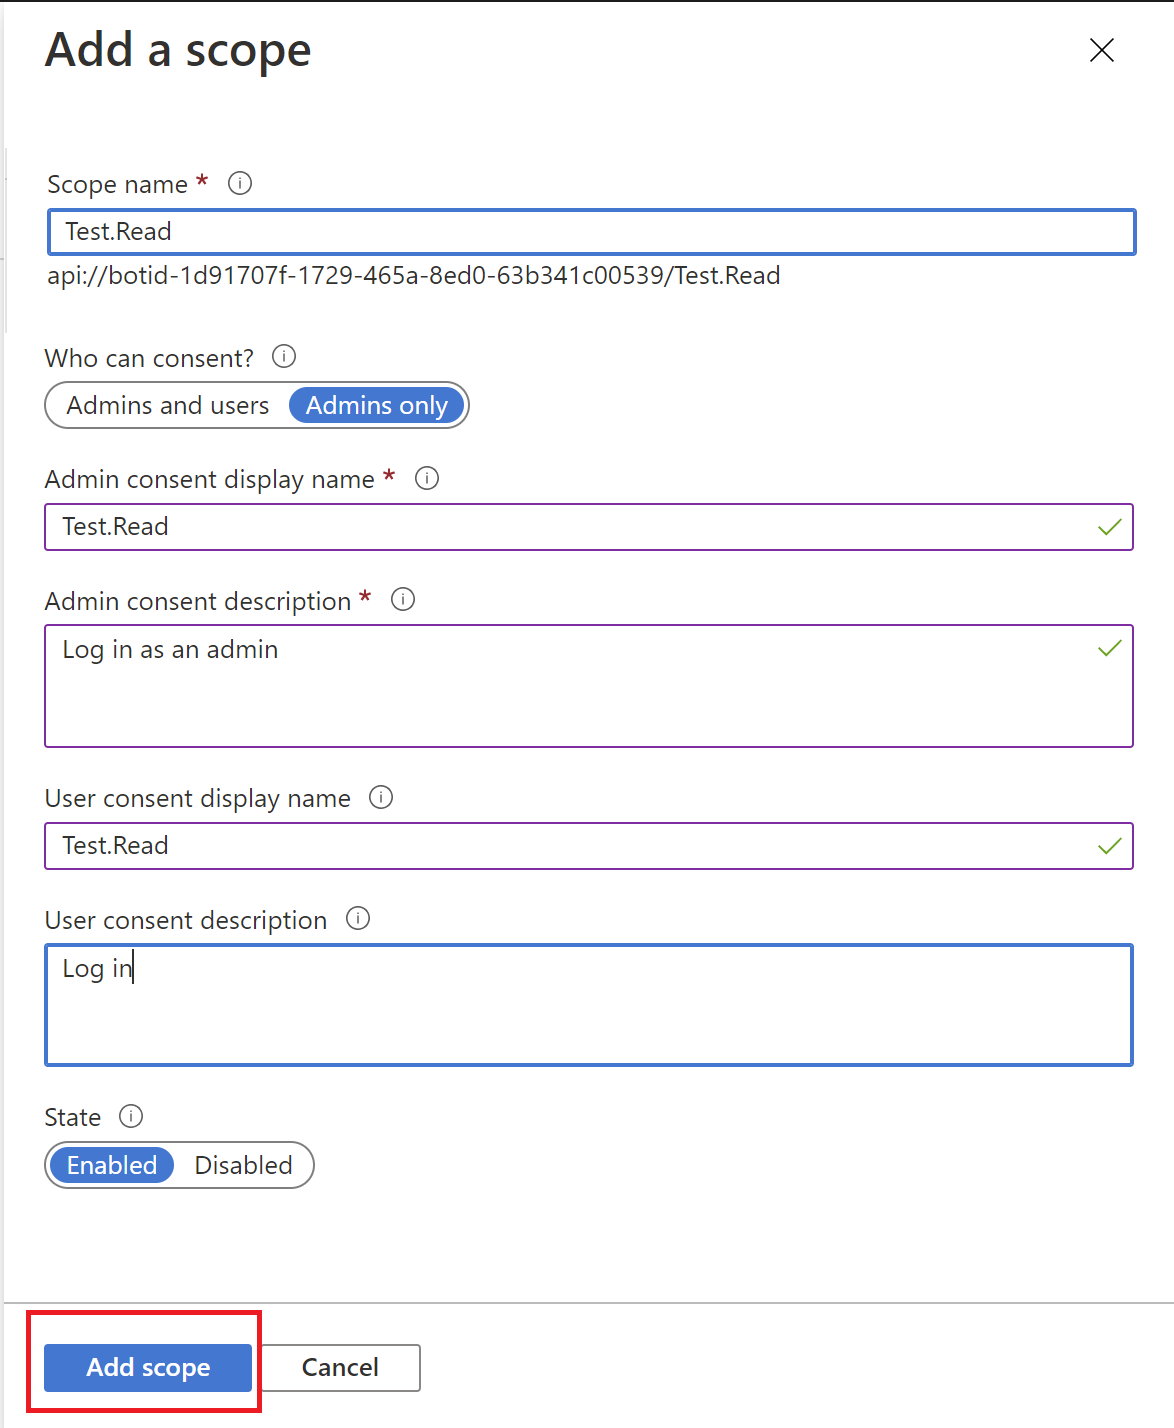 Add a scope
Scope name *
Test.Read
api://botid-1d91707f-1729-465a-8ed0-63b341c00539/Test.Read
Who can consent?
Admins and users Admins only
Admin consent display name *
Test.Read
Admin consent description *
Log in as an admin
User consent display name
Test.Read
User consent description
Log in
State
Enabled Disabled
Add scope Cancel